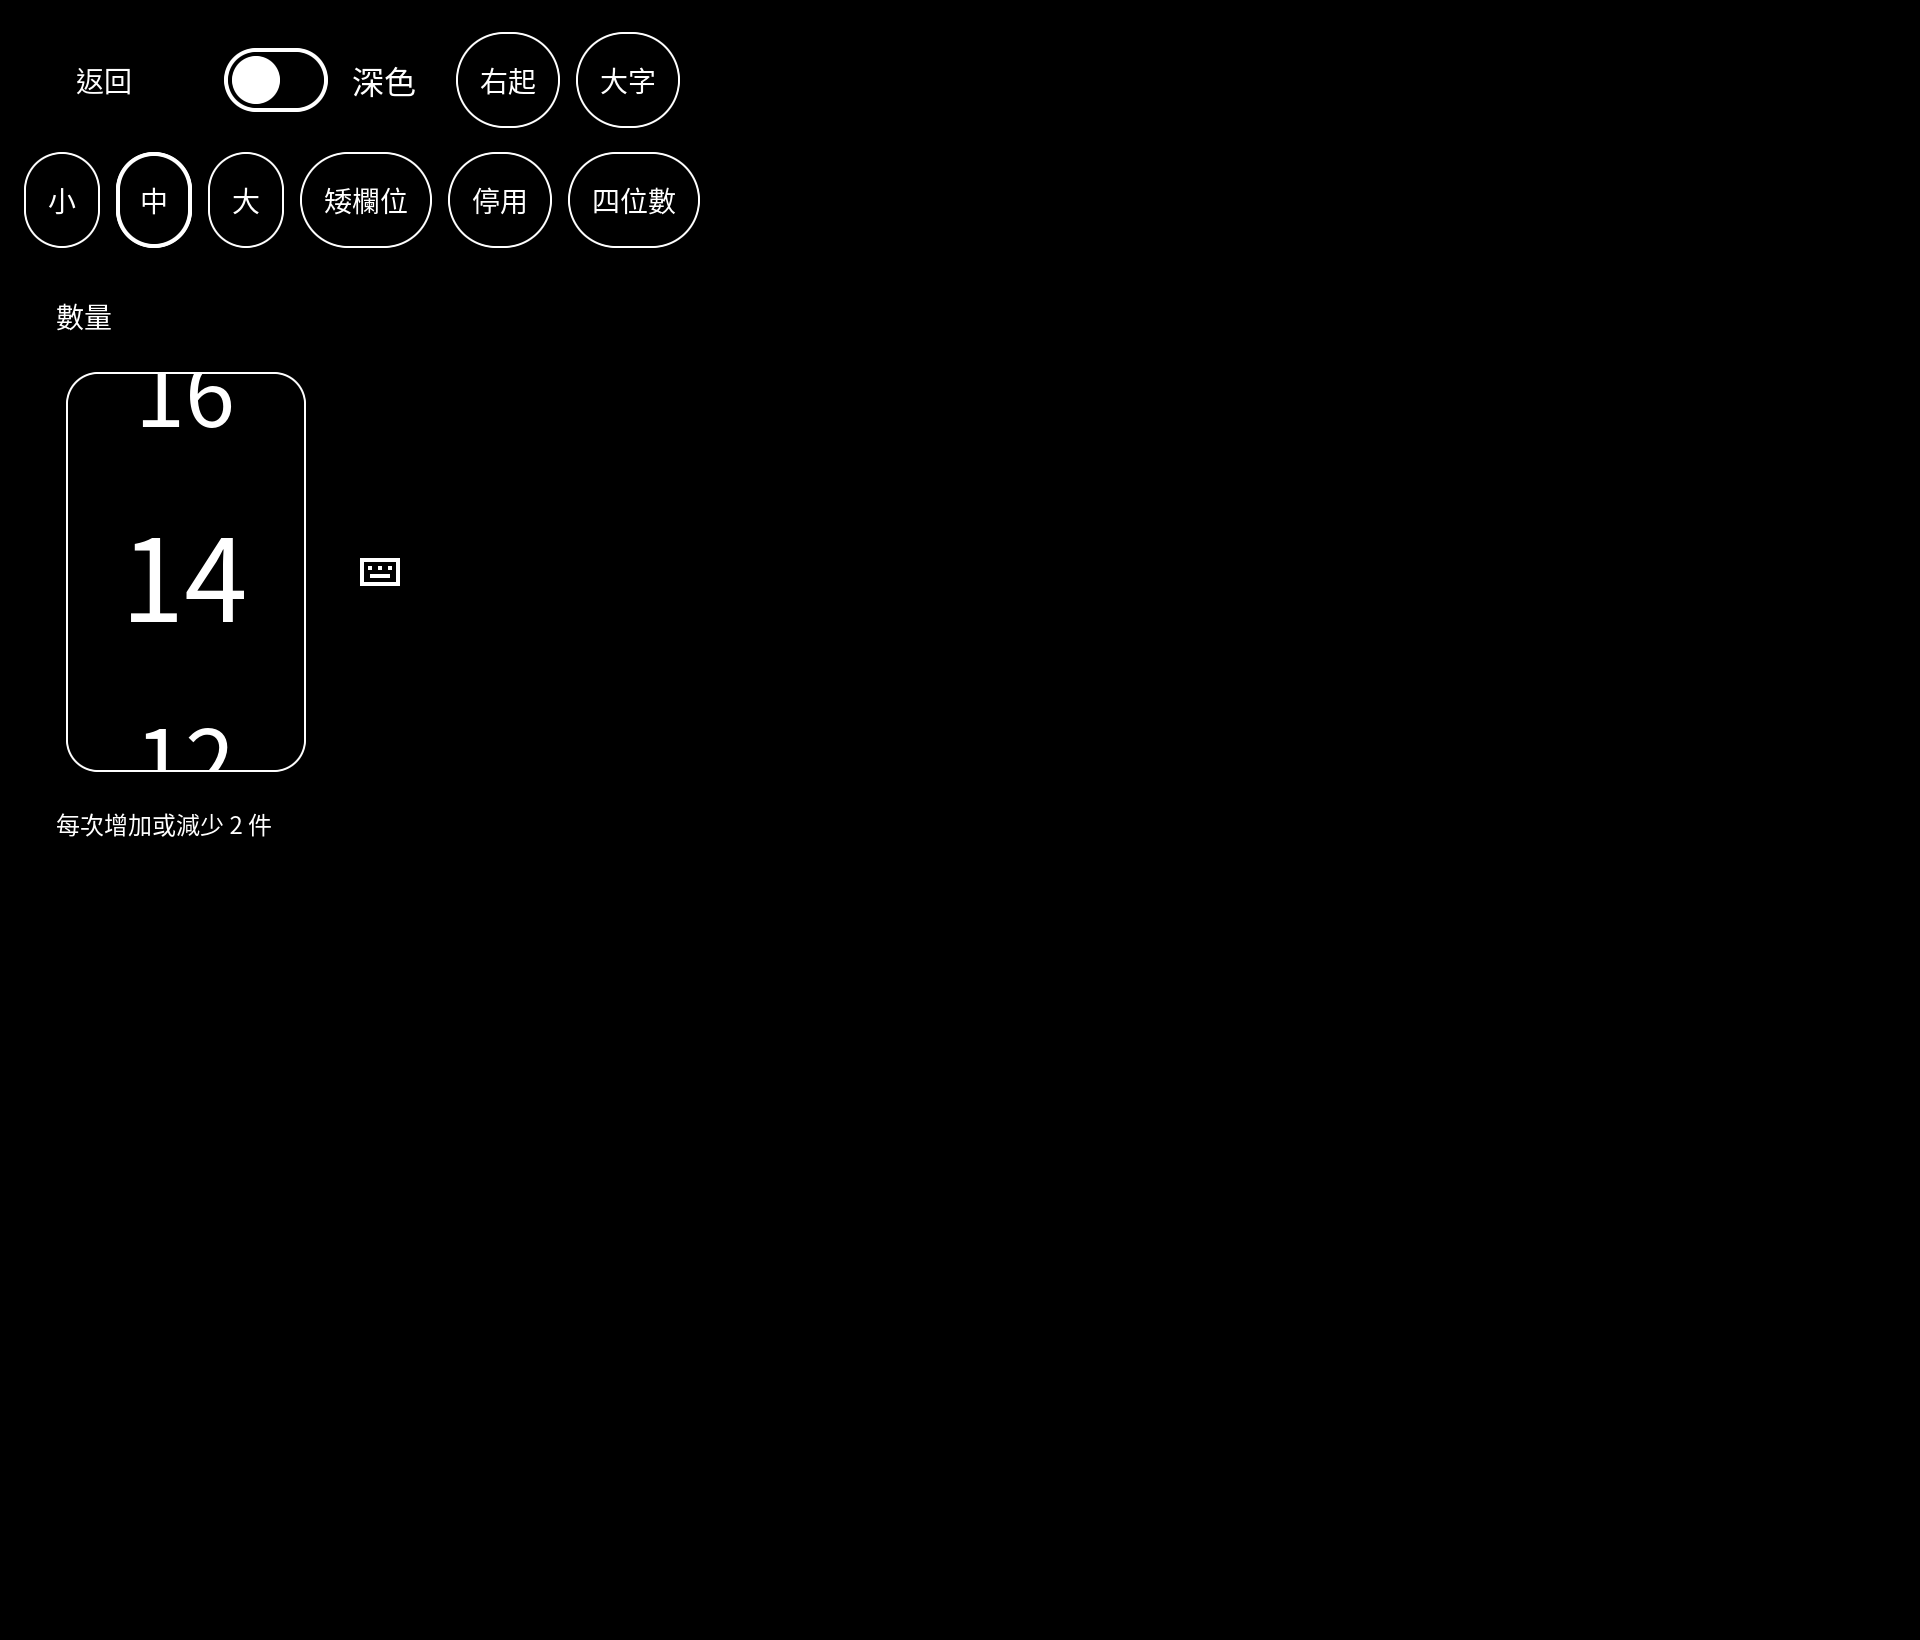 返回 深色 右起 大字
小 中 大 矮欄位 停用 四位數
數量
16
14
12
每次增加或減少 2 件